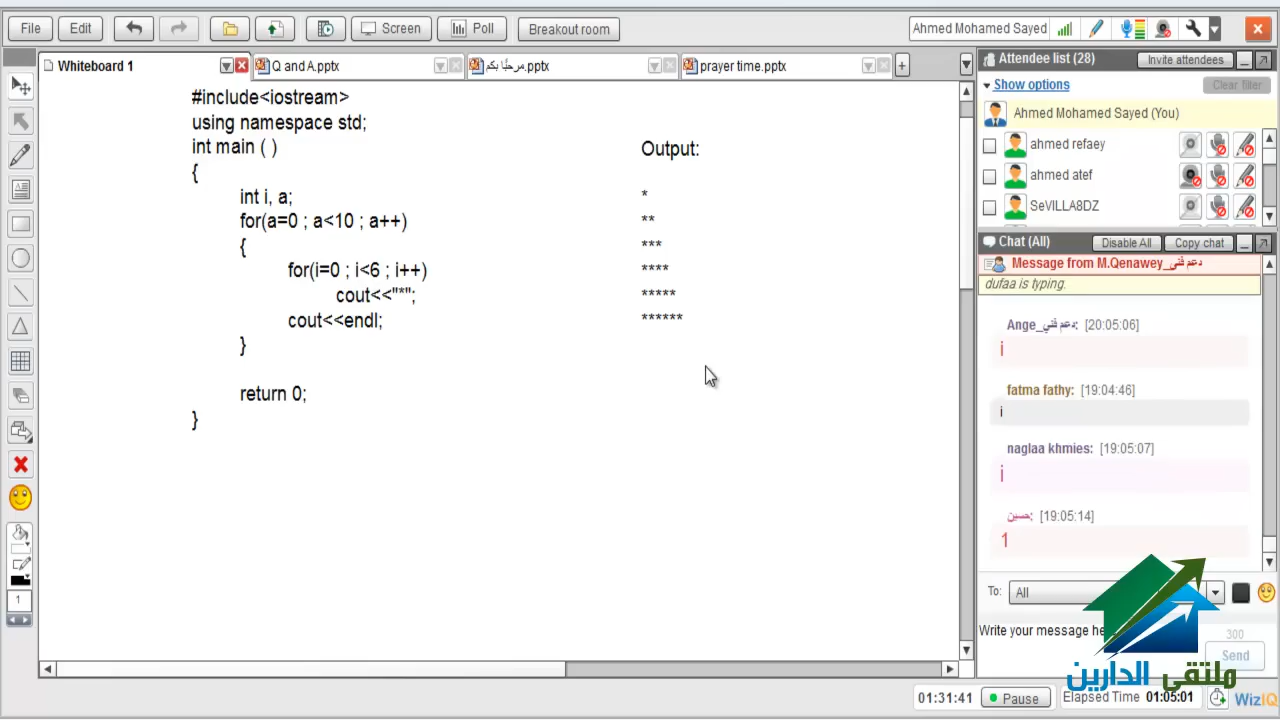 File Edit Screen Poll Breakout room Ahmed Mohamed Sayed
Whiteboard 1 Q and A.pptx مرحبًا بكم.pptx prayer time.pptx +
#include<iostream>
using namespace std;
int main ( )
{
int i, a;
for(a=0 ; a<10 ; a++)
{
for(i=0 ; i<6 ; i++)
cout<<"*";
cout<<endl;
}
return 0;
}
Output:
*
**
***
****
*****
******
1
Attendee list (28) Invite attendees
Show options Clear filter
Ahmed Mohamed Sayed (You)
ahmed refaey
ahmed atef
SeVILLA8DZ
Chat (All) Disable All Copy chat
Message from M.Qenawey_دعم فني
dufaa is typing.
Ange_دعم فني: [20:05:06]
i
fatma fathy: [19:04:46]
i
naglaa khmies: [19:05:07]
i
حسين: [19:05:14]
1
To: All
Write your message he
300
Send
ملتقى الدارين
01:31:41 Pause Elapsed Time 01:05:01 WizIQ